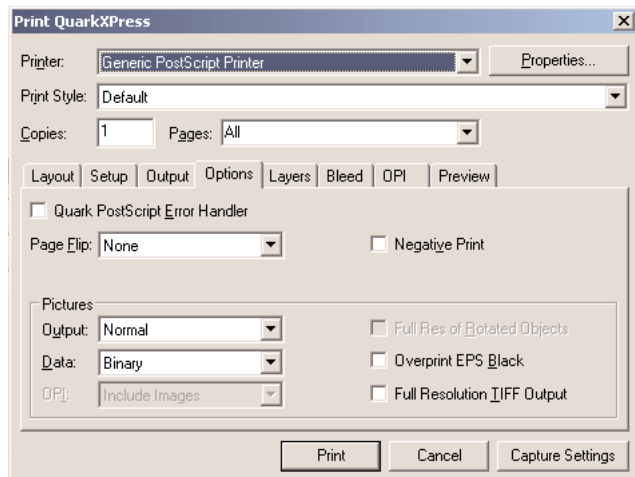 Print QuarkXPress
Printer: Generic PostScript Printer Properties...
Print Style: Default
Copies: 1 Pages: All
Layout Setup Output Options Layers Bleed OPI Preview
Quark PostScript Error Handler
Page Flip: None Negative Print
Pictures
Output: Normal Full Res of Rotated Objects
Data: Binary Overprint EPS Black
OPI: Include Images Full Resolution TIFF Output
Print Cancel Capture Settings